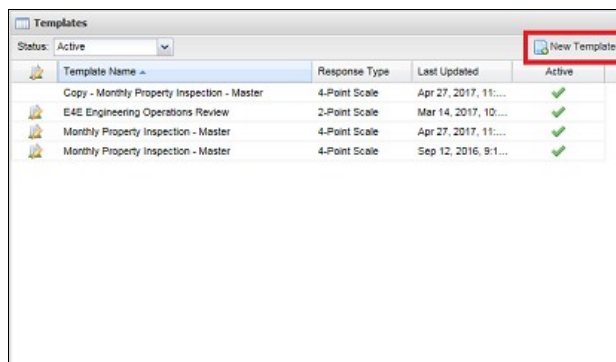 Templates
Status: Active New Template
Template Name Response Type Last Updated Active
Copy - Monthly Property Inspection - Master 4-Point Scale Apr 27, 2017, 11:...
E4E Engineering Operations Review 2-Point Scale Mar 14, 2017, 10:...
Monthly Property Inspection - Master 4-Point Scale Apr 27, 2017, 11:...
Monthly Property Inspection - Master 4-Point Scale Sep 12, 2016, 9:1...